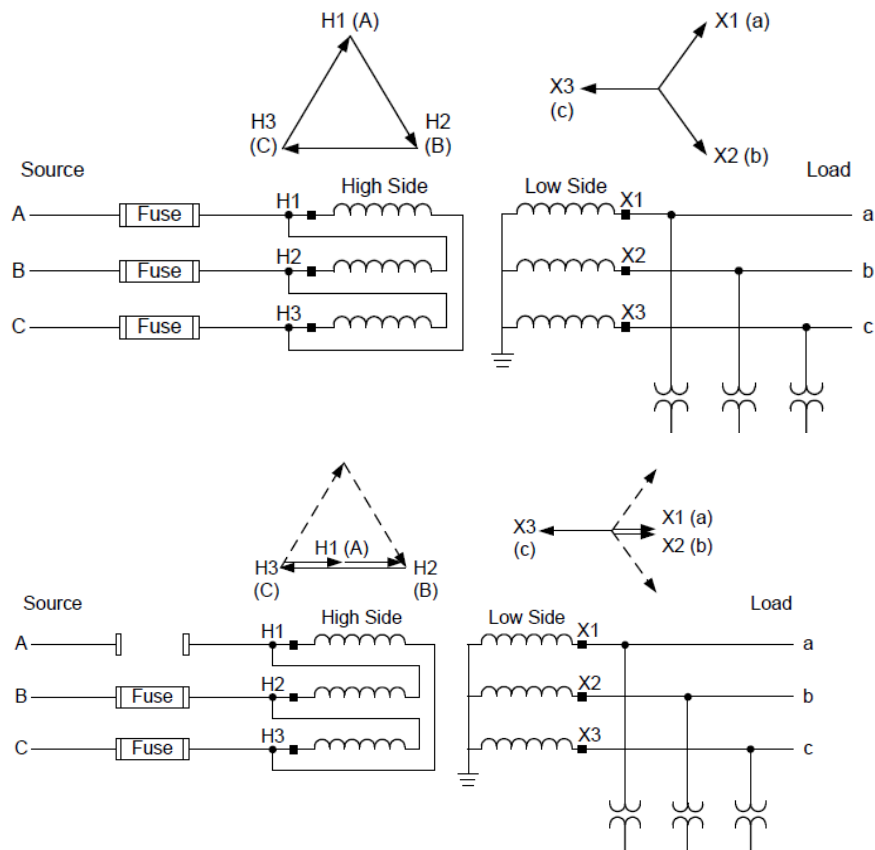 H1 (A)
X1 (a)
H3
(C)
H2
(B)
X3
(c)
X2 (b)
Source
Load
High Side
Low Side
A
Fuse
H1
X1
a
B
Fuse
H2
X2
b
C
Fuse
H3
X3
c
H3
(C)
H1 (A)
H2
(B)
X3
(c)
X1 (a)
X2 (b)
Source
Load
High Side
Low Side
A
H1
X1
a
B
Fuse
H2
X2
b
C
Fuse
H3
X3
c